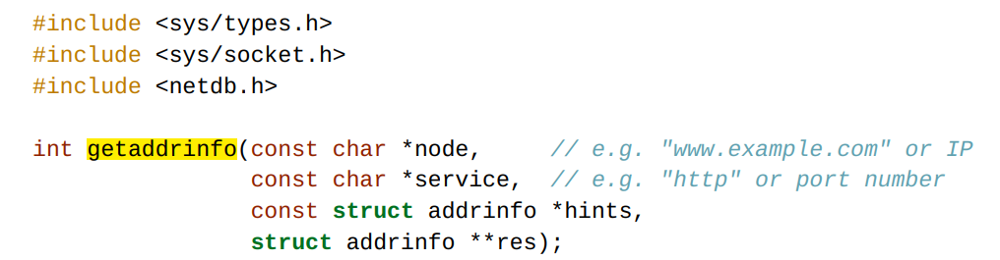 #include <sys/types.h>
#include <sys/socket.h>
#include <netdb.h>

int getaddrinfo(const char *node,     // e.g. "www.example.com" or IP
                const char *service,  // e.g. "http" or port number
                const struct addrinfo *hints,
                struct addrinfo **res);